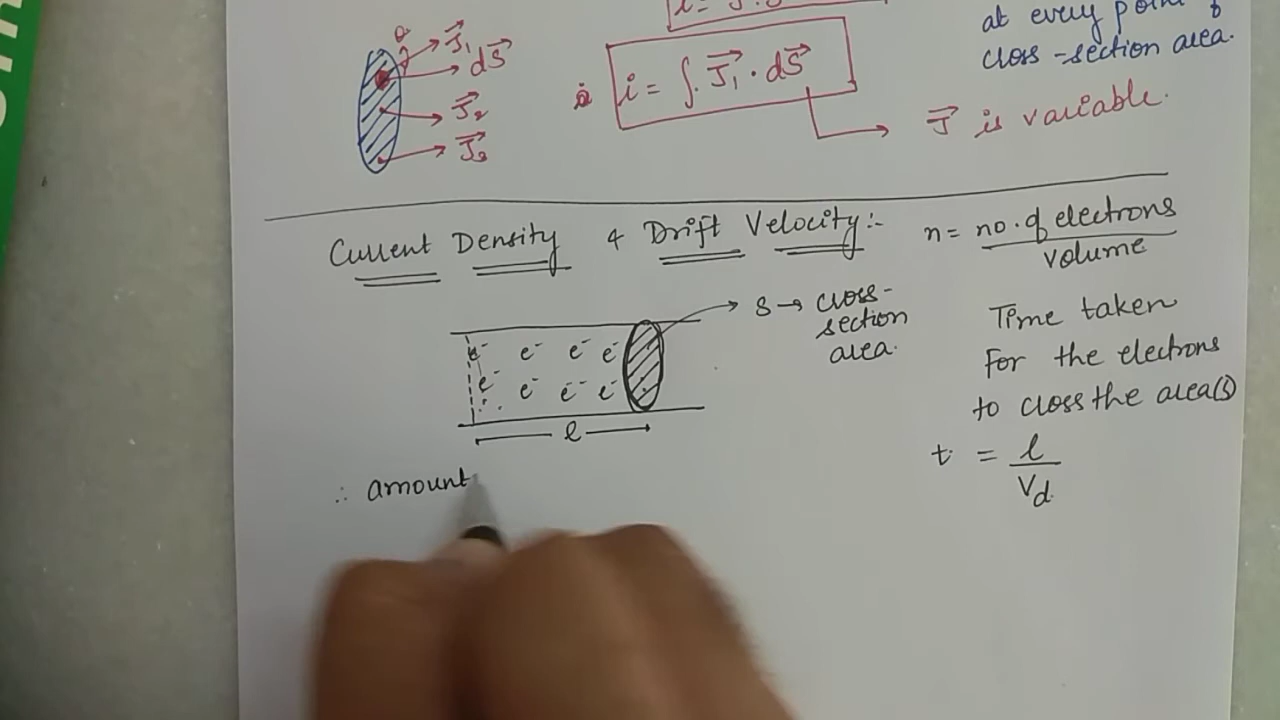 at every point of
cross-section area.
θ
J⃗₁
dS⃗
J⃗₂
J⃗₃
i = ∫ J⃗₁ · dS⃗
J⃗ is variable.
Current Density & Drift Velocity :-
n = no. of electrons
volume
S → cross-
section
area.
e⁻ e⁻ e⁻ e⁻
e⁻ e⁻ e⁻ e⁻
l
Time taken
For the electrons
to cross the area(s)
t = l
Vd
∴ amount